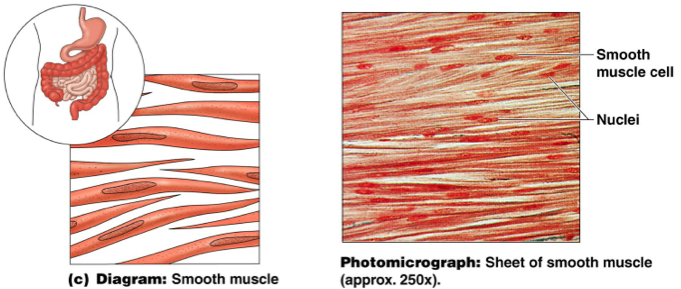 Smooth
muscle cell
Nuclei
(c) Diagram: Smooth muscle
Photomicrograph: Sheet of smooth muscle
(approx. 250x).